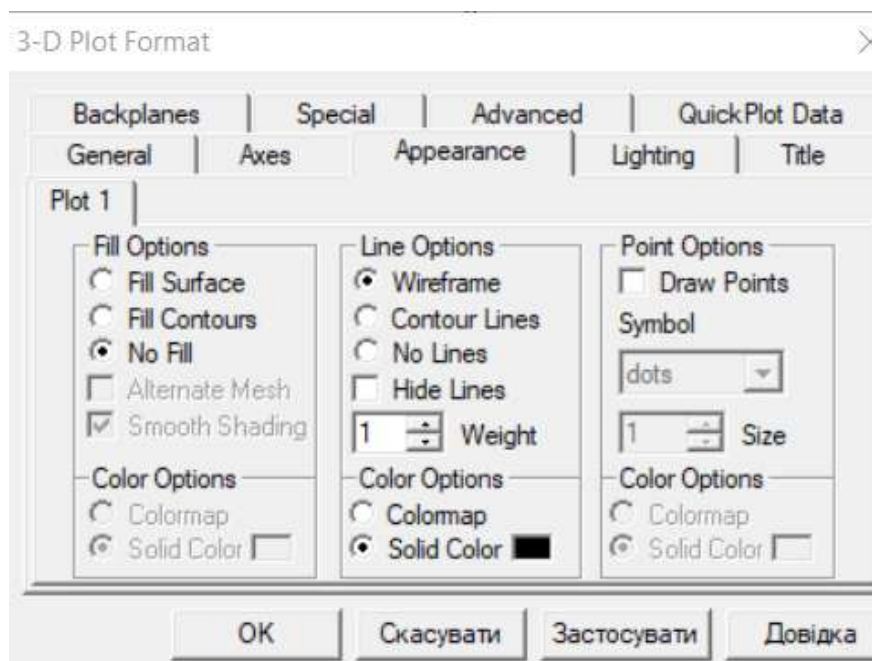 3-D Plot Format
Backplanes Special Advanced QuickPlot Data
General Axes Appearance Lighting Title
Plot 1
Fill Options
Fill Surface
Fill Contours
No Fill
Alternate Mesh
Smooth Shading
Color Options
Colormap
Solid Color
Line Options
Wireframe
Contour Lines
No Lines
Hide Lines
1 Weight
Color Options
Colormap
Solid Color
Point Options
Draw Points
Symbol
dots
1 Size
Color Options
Colormap
Solid Color
OK Скасувати Застосувати Довідка